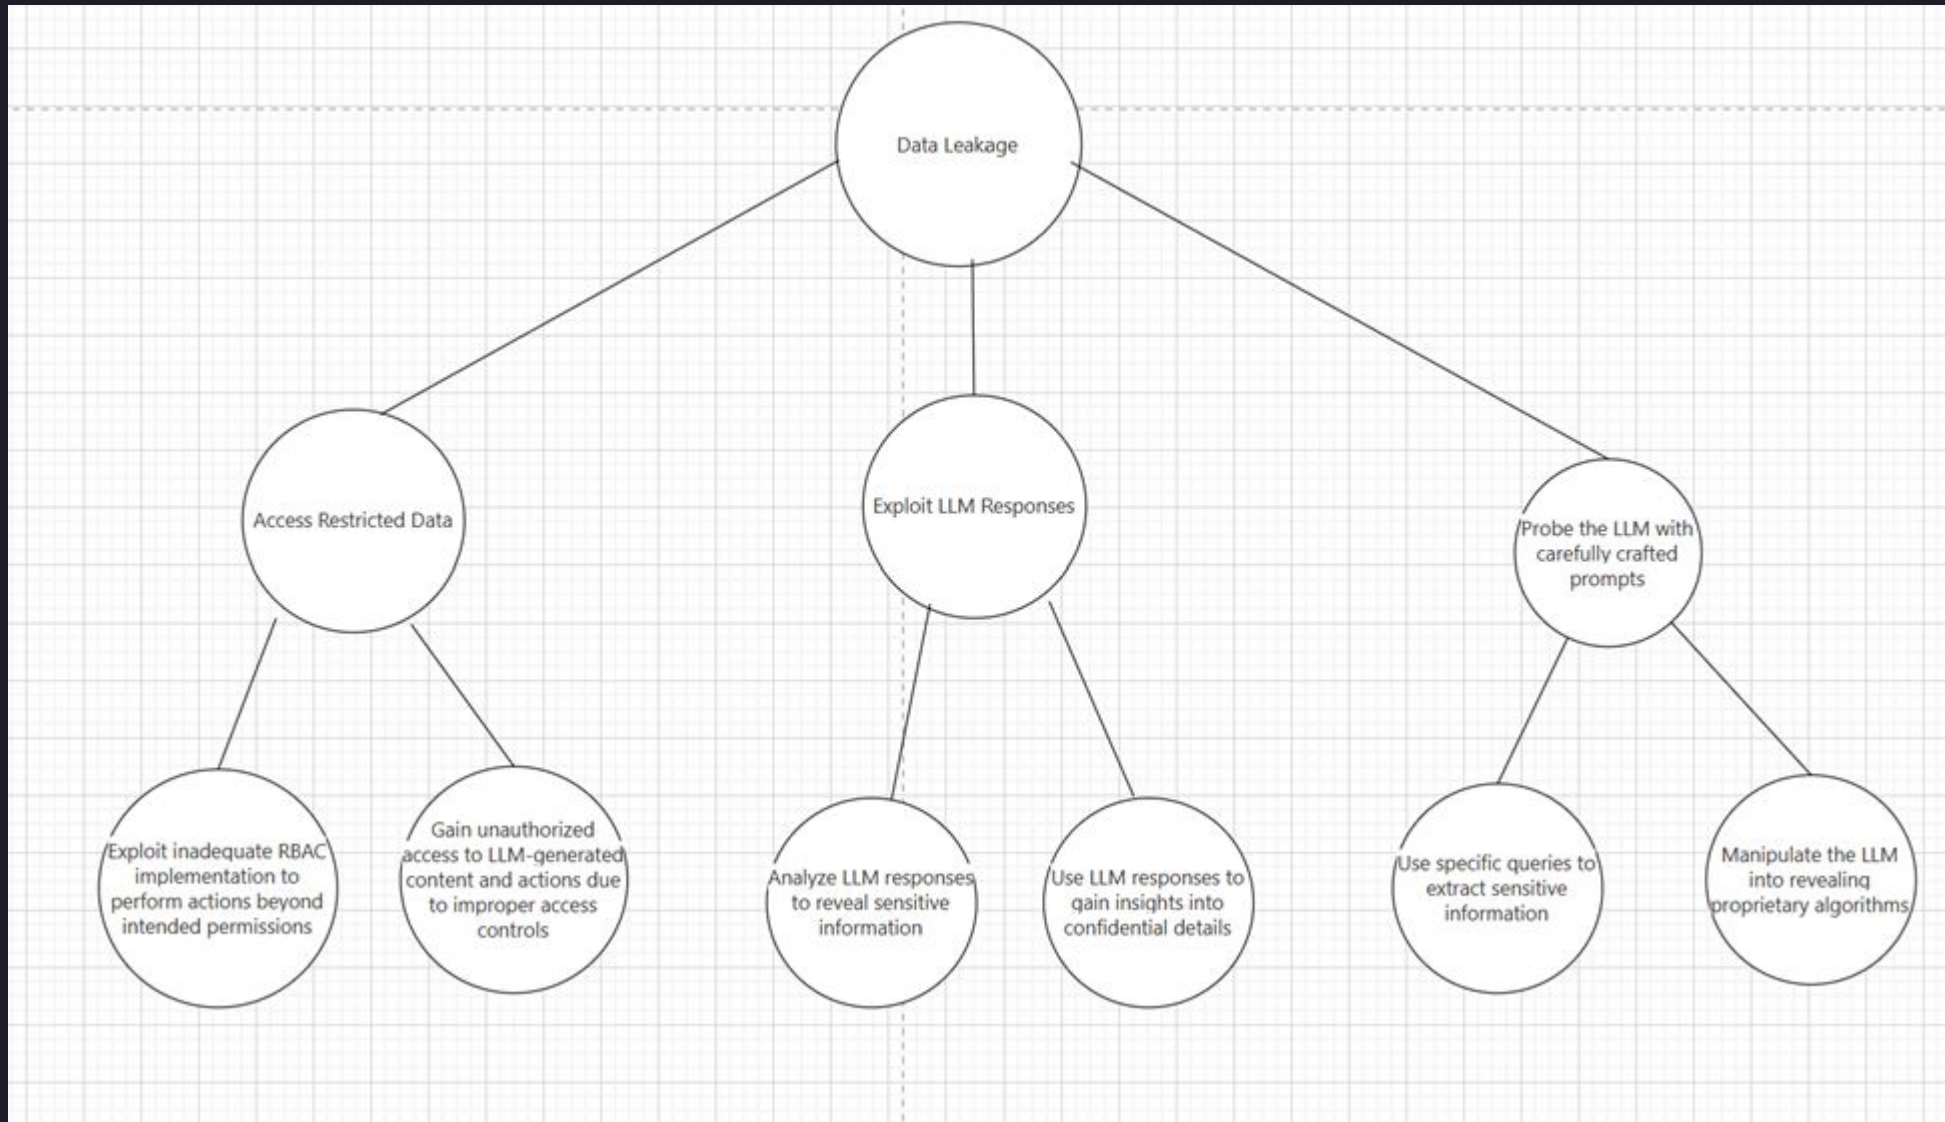 Data Leakage
Access Restricted Data
Exploit LLM Responses
Probe the LLM with
carefully crafted
prompts
Exploit inadequate RBAC
implementation to
perform actions beyond
intended permissions
Gain unauthorized
access to LLM-generated
content and actions due
to improper access
controls
Analyze LLM responses
to reveal sensitive
information
Use LLM responses to
gain insights into
confidential details
Use specific queries to
extract sensitive
information
Manipulate the LLM
into revealing
proprietary algorithms